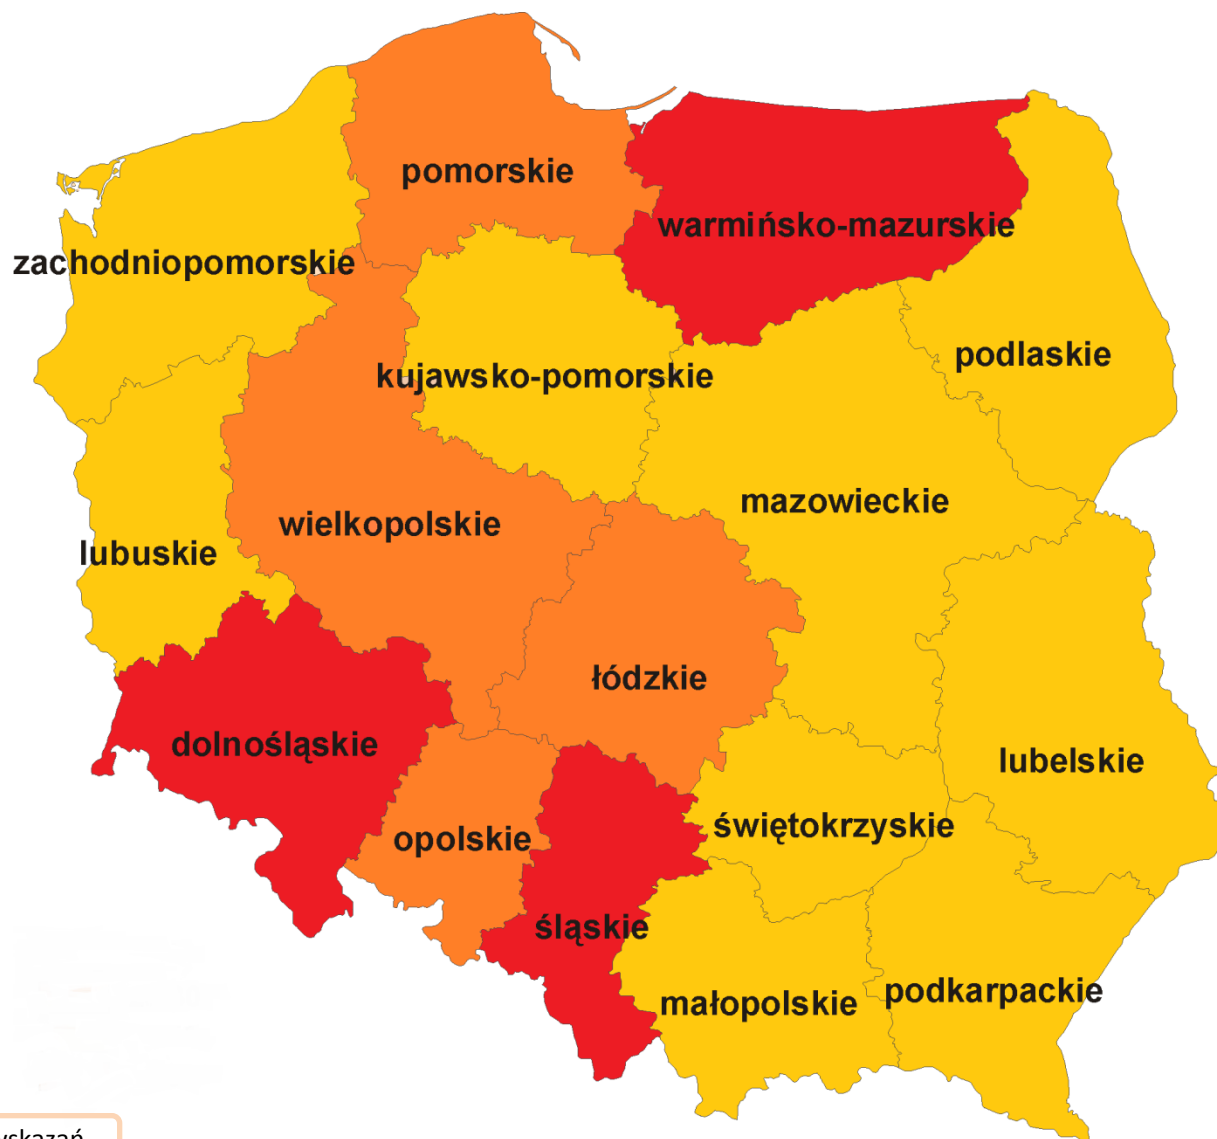 pomorskie
warmińsko-mazurskie
zachodniopomorskie
podlaskie
kujawsko-pomorskie
mazowieckie
wielkopolskie
lubuskie
łódzkie
dolnośląskie
lubelskie
świętokrzyskie
opolskie
śląskie
podkarpackie
małopolskie